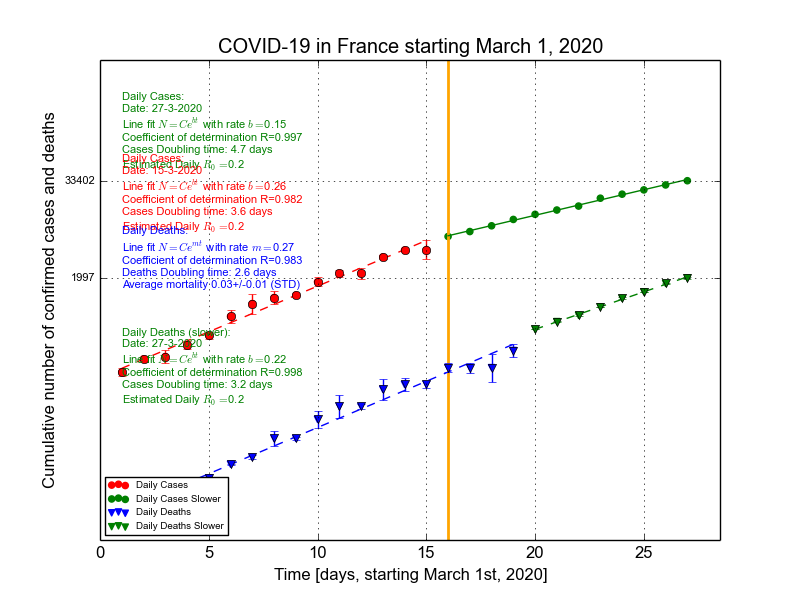 COVID-19 in France starting March 1, 2020
Cumulative number of confirmed cases and deaths
33402
1997
Daily Cases:
Date: 27-3-2020
Line fit N = Ce^{bt} with rate b =0.15
Coefficient of determination R=0.997
Cases Doubling time: 4.7 days
Estimated Daily R_0 =0.2
Daily Cases:
Date: 15-3-2020
Line fit N = Ce^{bt} with rate b =0.26
Coefficient of determination R=0.982
Cases Doubling time: 3.6 days
Estimated Daily R_0 =0.2
Daily Deaths:
Line fit N = Ce^{mt} with rate m =0.27
Coefficient of determination R=0.983
Deaths Doubling time: 2.6 days
Average mortality 0.03+/-0.01 (STD)
Daily Deaths (slower):
Date: 27-3-2020
Line fit N = Ce^{bt} with rate b =0.22
Coefficient of determination R=0.998
Cases Doubling time: 3.2 days
Estimated Daily R_0 =0.2
Daily Cases
Daily Cases Slower
Daily Deaths
Daily Deaths Slower
0 5 10 15 20 25
Time [days, starting March 1st, 2020]